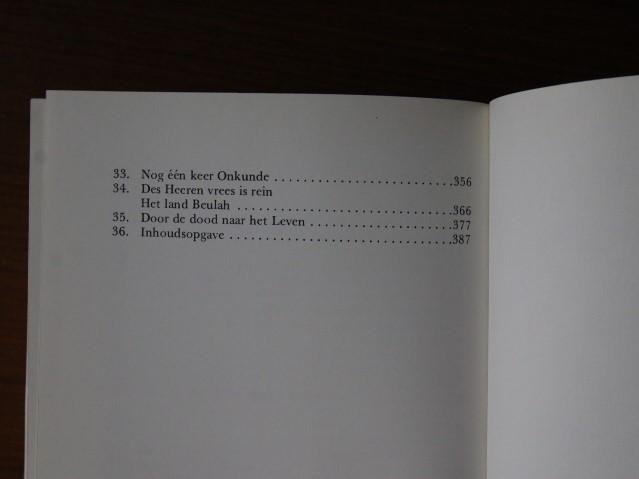 33. Nog één keer Onkunde ......................... 356
34. Des Heeren vrees is rein
Het land Beulah ............................... 366
35. Door de dood naar het Leven .................... 377
36. Inhoudsopgave ................................ 387